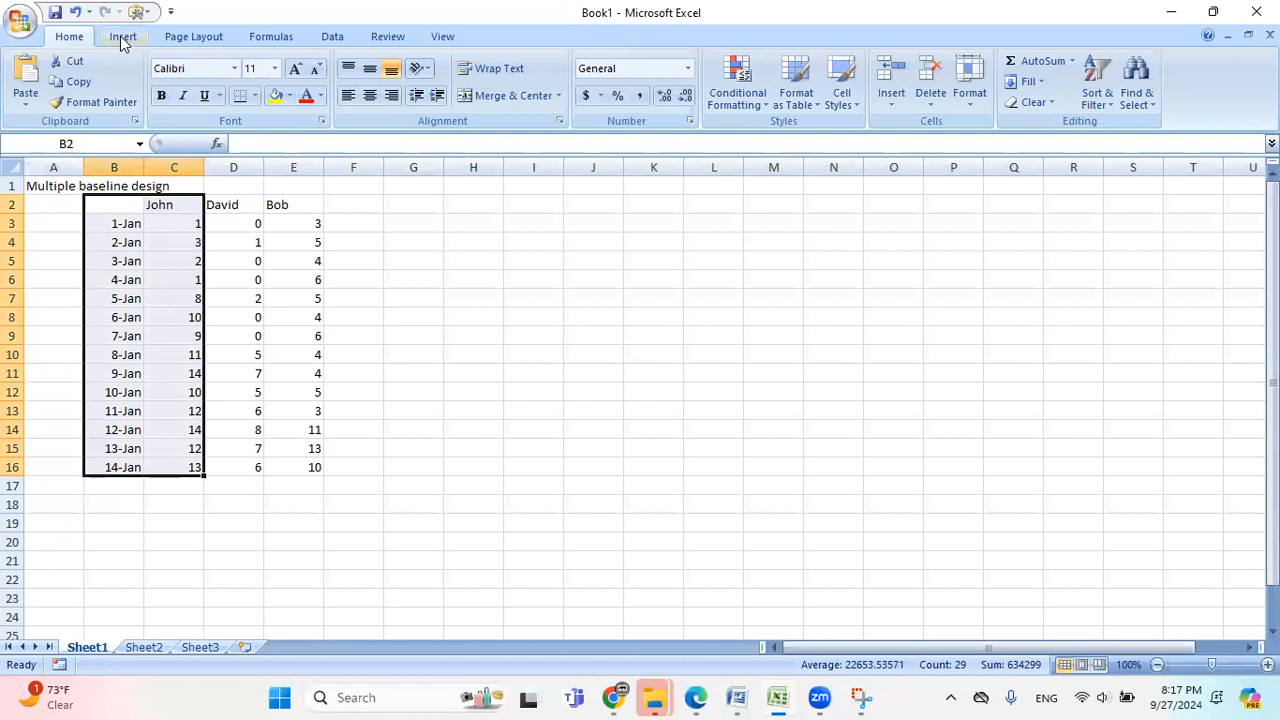 Book1 - Microsoft Excel
Home Insert Page Layout Formulas Data Review View
Paste Cut Copy Format Painter Clipboard
Calibri 11 B I U A A A Font
Wrap Text Merge & Center Alignment
General $ % , .0 .00 .00 .0 Number
Conditional Formatting Format as Table Cell Styles Styles
Insert Delete Format Cells
Σ AutoSum Fill Clear Sort & Filter Find & Select Editing
B2 fx
A B C D E F G H I J K L M N O P Q R S T U
1 Multiple baseline design
2 John David Bob
3 1-Jan 1 0 3
4 2-Jan 3 1 5
5 3-Jan 2 0 4
6 4-Jan 1 0 6
7 5-Jan 8 2 5
8 6-Jan 10 0 4
9 7-Jan 9 0 6
10 8-Jan 11 5 4
11 9-Jan 14 7 4
12 10-Jan 10 5 5
13 11-Jan 12 6 3
14 12-Jan 14 8 11
15 13-Jan 12 7 13
16 14-Jan 13 6 10
17
18
19
20
21
22
23
24
25
Sheet1 Sheet2 Sheet3
Ready Average: 22653.53571 Count: 29 Sum: 634299 100%
1 73°F Clear Search zm ENG 8:17 PM 9/27/2024 PRE